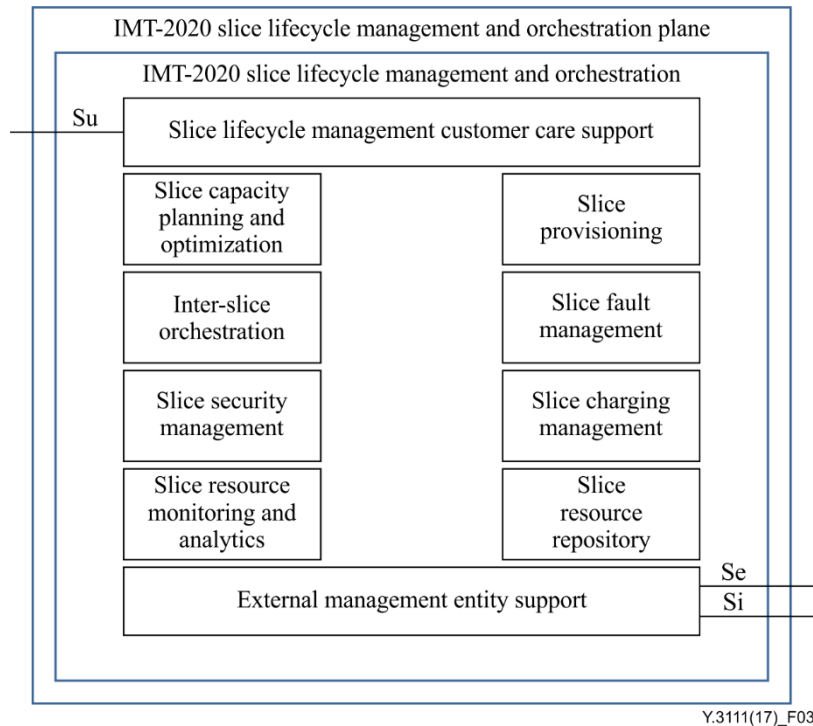 IMT-2020 slice lifecycle management and orchestration plane
IMT-2020 slice lifecycle management and orchestration
Su
Slice lifecycle management customer care support
Slice capacity
planning and
optimization
Slice
provisioning
Inter-slice
orchestration
Slice fault
management
Slice security
management
Slice charging
management
Slice resource
monitoring and
analytics
Slice
resource
repository
External management entity support
Se
Si
Y.3111(17)_F03